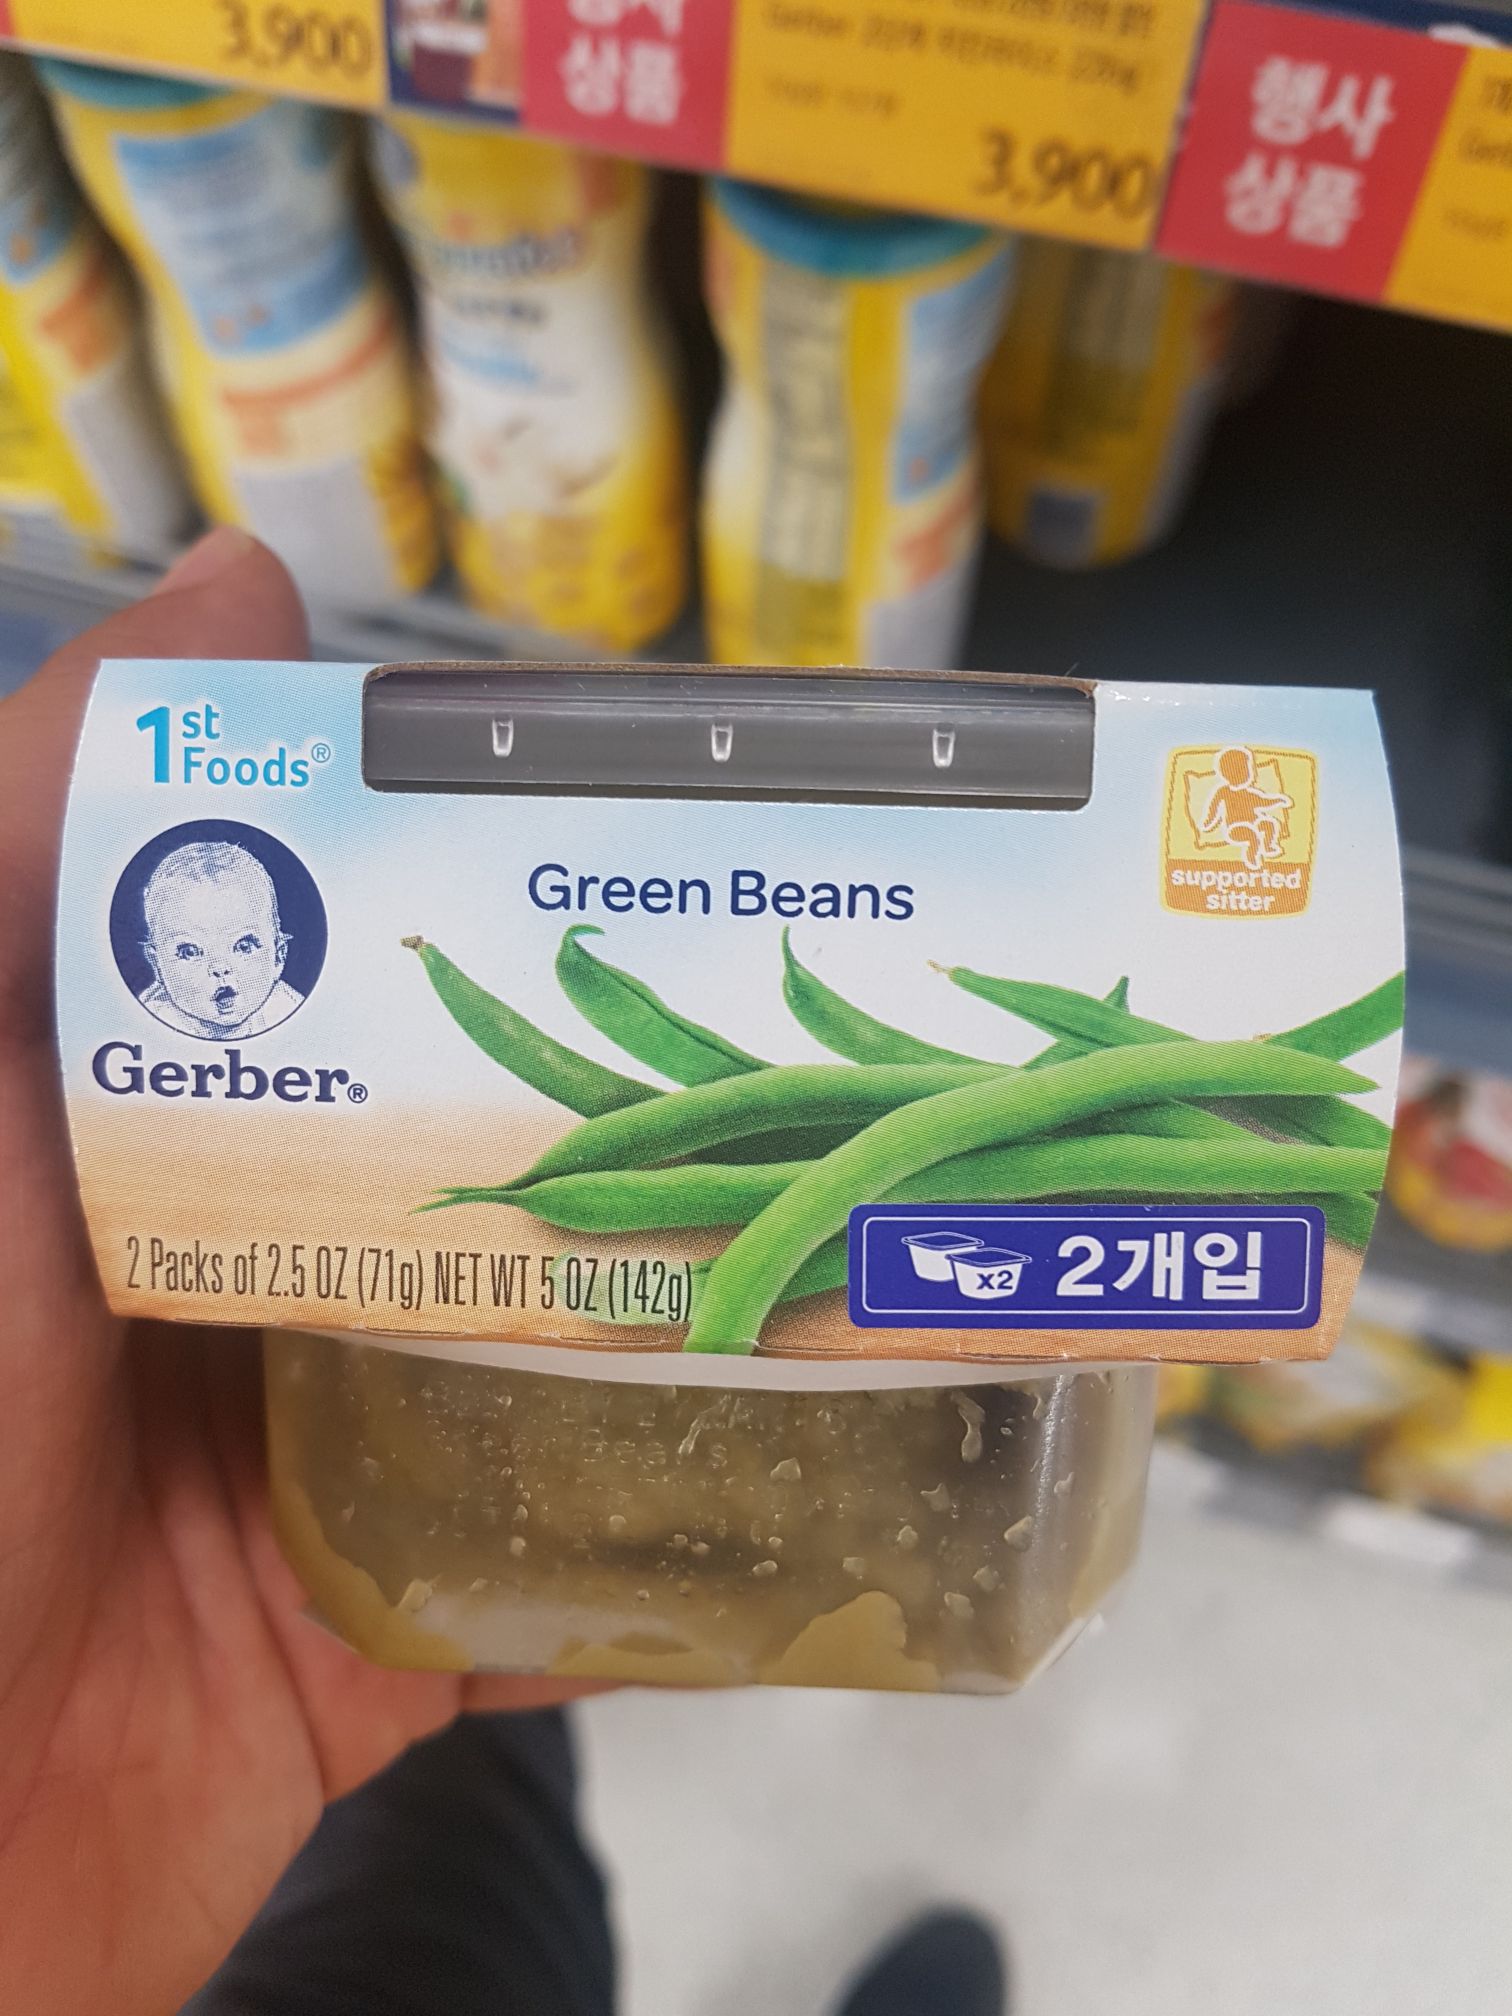 3,900
행사
상품
3,900
행사
상품
1st
Foods®
Green Beans
supported
sitter
Gerber®
2 Packs of 2.5 OZ (71g) NET WT 5 OZ (142g)
x2 2개입